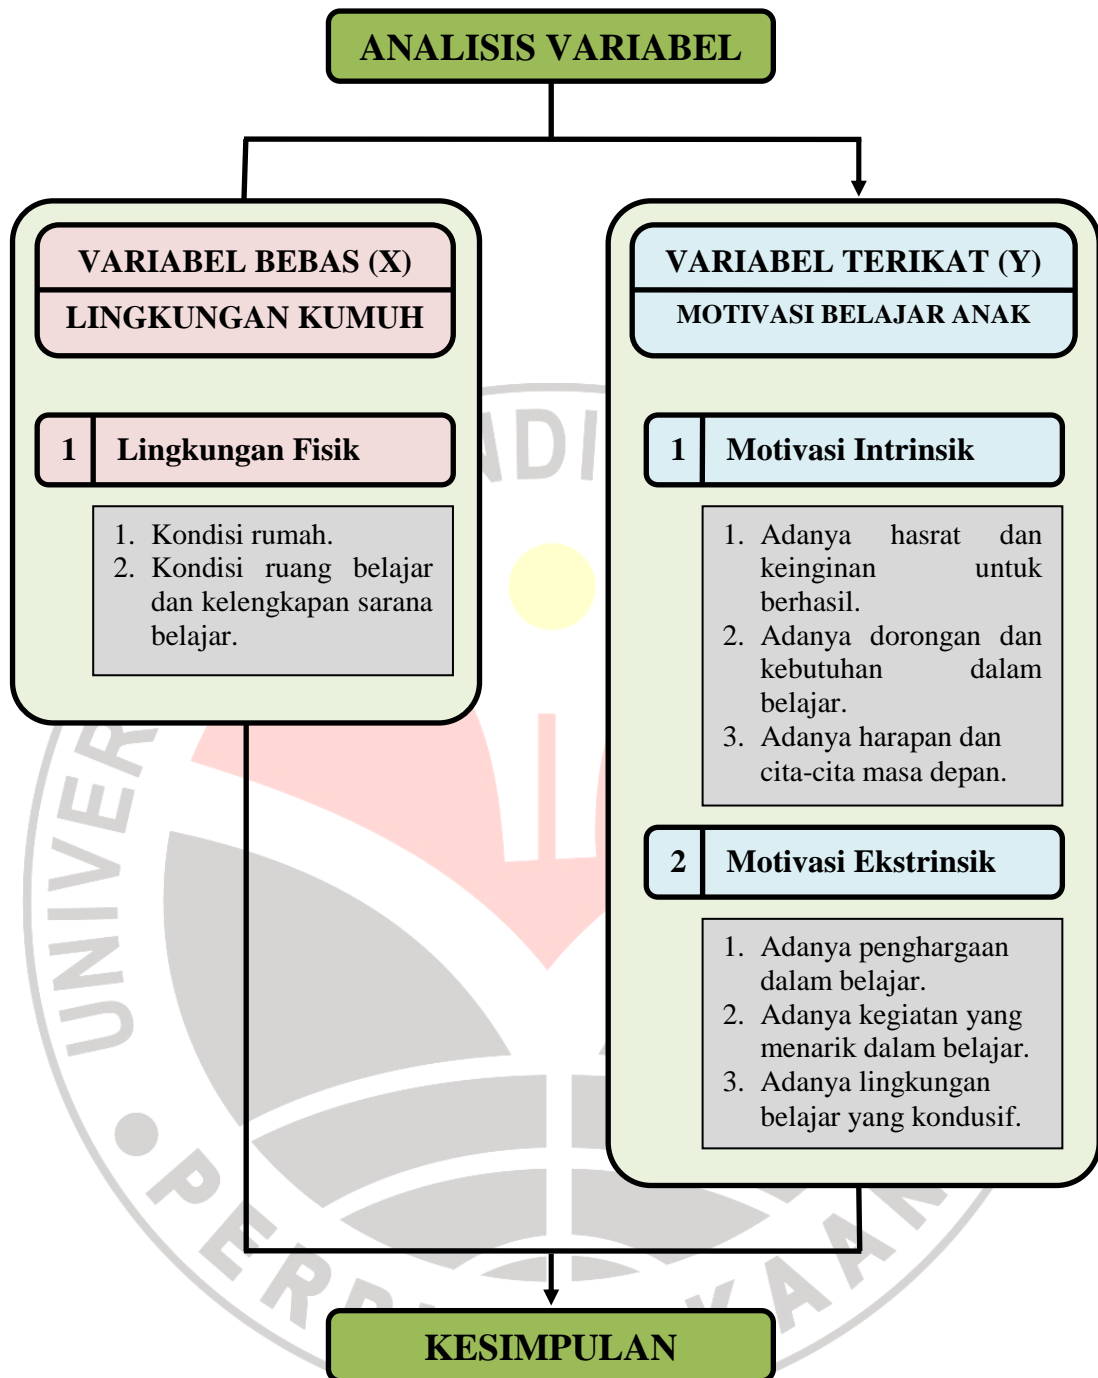 ANALISIS VARIABEL
VARIABEL BEBAS (X)
LINGKUNGAN KUMUH
1 Lingkungan Fisik
1. Kondisi rumah.
2. Kondisi ruang belajar
dan kelengkapan sarana
belajar.
VARIABEL TERIKAT (Y)
MOTIVASI BELAJAR ANAK
1 Motivasi Intrinsik
1. Adanya hasrat dan
keinginan untuk
berhasil.
2. Adanya dorongan dan
kebutuhan dalam
belajar.
3. Adanya harapan dan
cita-cita masa depan.
2 Motivasi Ekstrinsik
1. Adanya penghargaan
dalam belajar.
2. Adanya kegiatan yang
menarik dalam belajar.
3. Adanya lingkungan
belajar yang kondusif.
KESIMPULAN